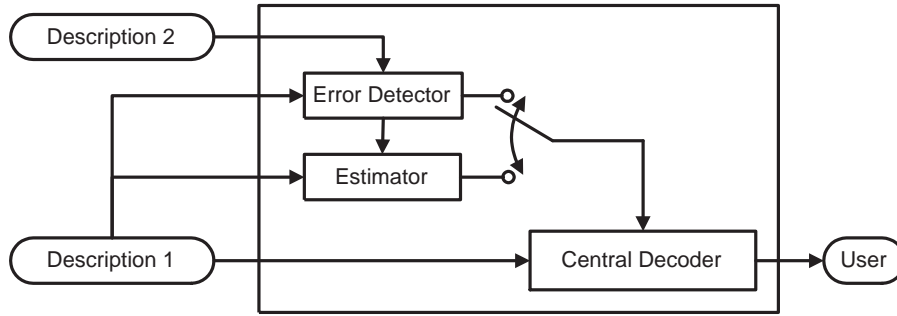 Description 2
Error Detector
Estimator
Description 1
Central Decoder
User